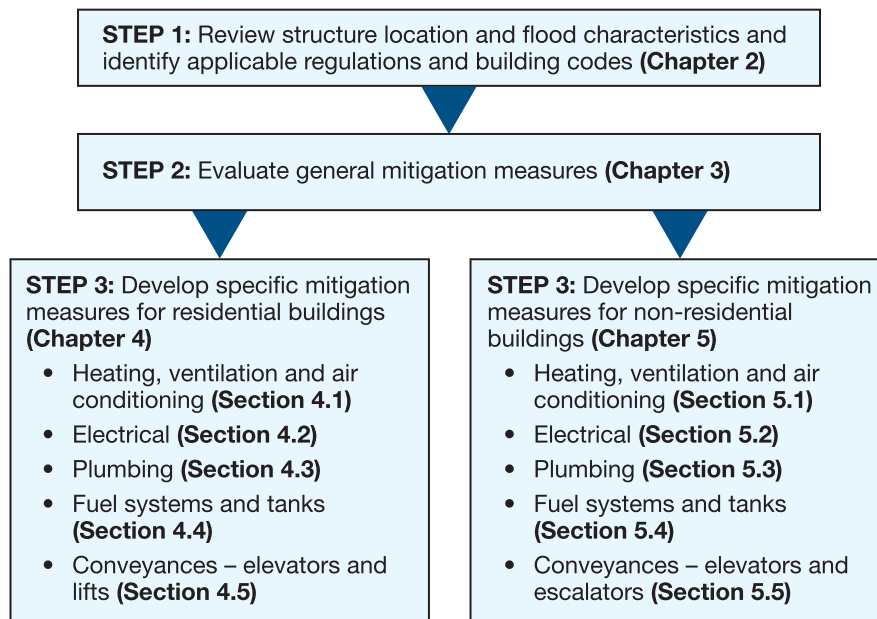 STEP 1: Review structure location and flood characteristics and
identify applicable regulations and building codes (Chapter 2)
STEP 2: Evaluate general mitigation measures (Chapter 3)
STEP 3: Develop specific mitigation
measures for residential buildings
(Chapter 4)
• Heating, ventilation and air
conditioning (Section 4.1)
• Electrical (Section 4.2)
• Plumbing (Section 4.3)
• Fuel systems and tanks
(Section 4.4)
• Conveyances – elevators and
lifts (Section 4.5)
STEP 3: Develop specific mitigation
measures for non-residential
buildings (Chapter 5)
• Heating, ventilation and air
conditioning (Section 5.1)
• Electrical (Section 5.2)
• Plumbing (Section 5.3)
• Fuel systems and tanks
(Section 5.4)
• Conveyances – elevators and
escalators (Section 5.5)